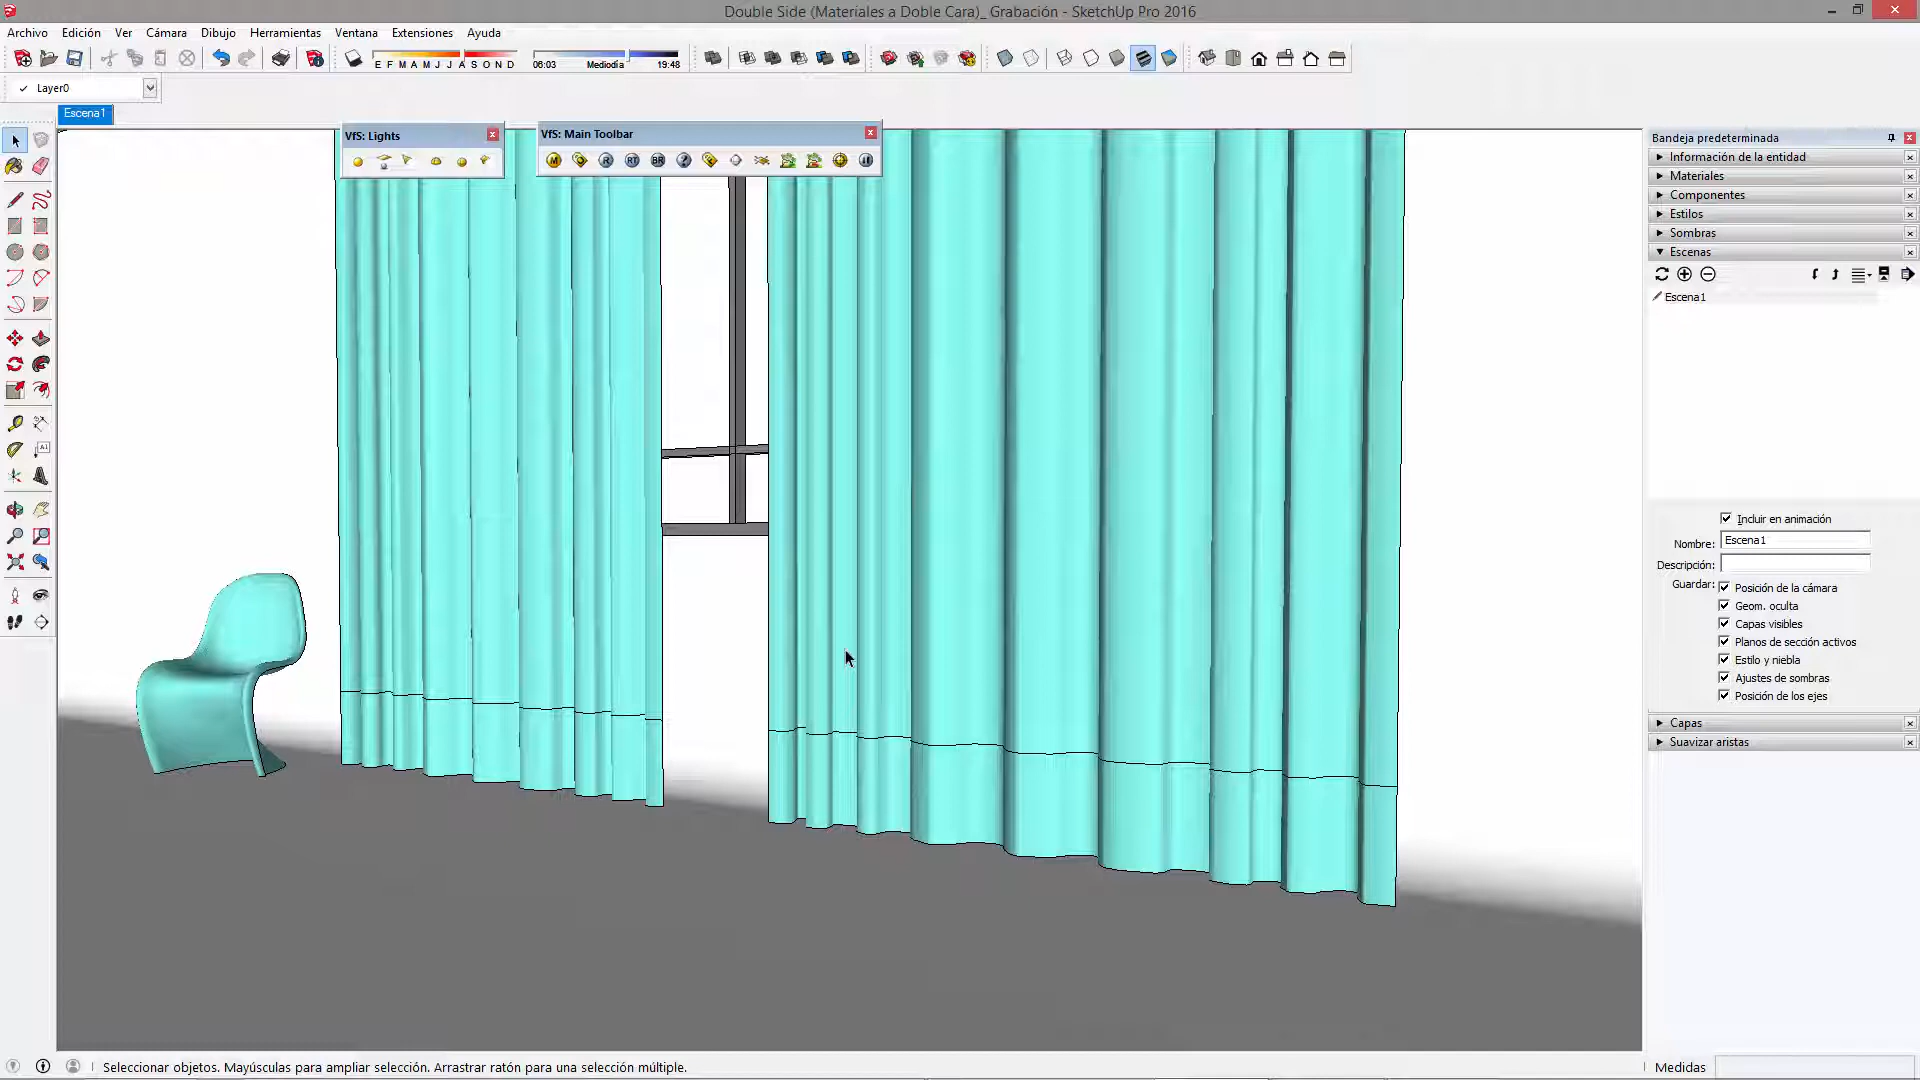 Double Side (Materiales a Doble Cara)_ Grabación - SketchUp Pro 2016
Archivo Edición Ver Cámara Dibujo Herramientas Ventana Extensiones Ayuda
E F M A M J J A S O N D
06:03 Mediodía 19:48
Layer0
Escena1
VfS: Lights
VfS: Main Toolbar
M R RT BR ?
A1
Bandeja predeterminada
Información de la entidad
Materiales
Componentes
Estilos
Sombras
Escenas
Escena1
Incluir en animación
Nombre: Escena1
Descripción:
Guardar: Posición de la cámara
Geom. oculta
Capas visibles
Planos de sección activos
Estilo y niebla
Ajustes de sombras
Posición de los ejes
Capas
Suavizar aristas
Seleccionar objetos. Mayúsculas para ampliar selección. Arrastrar ratón para una selección múltiple.
Medidas